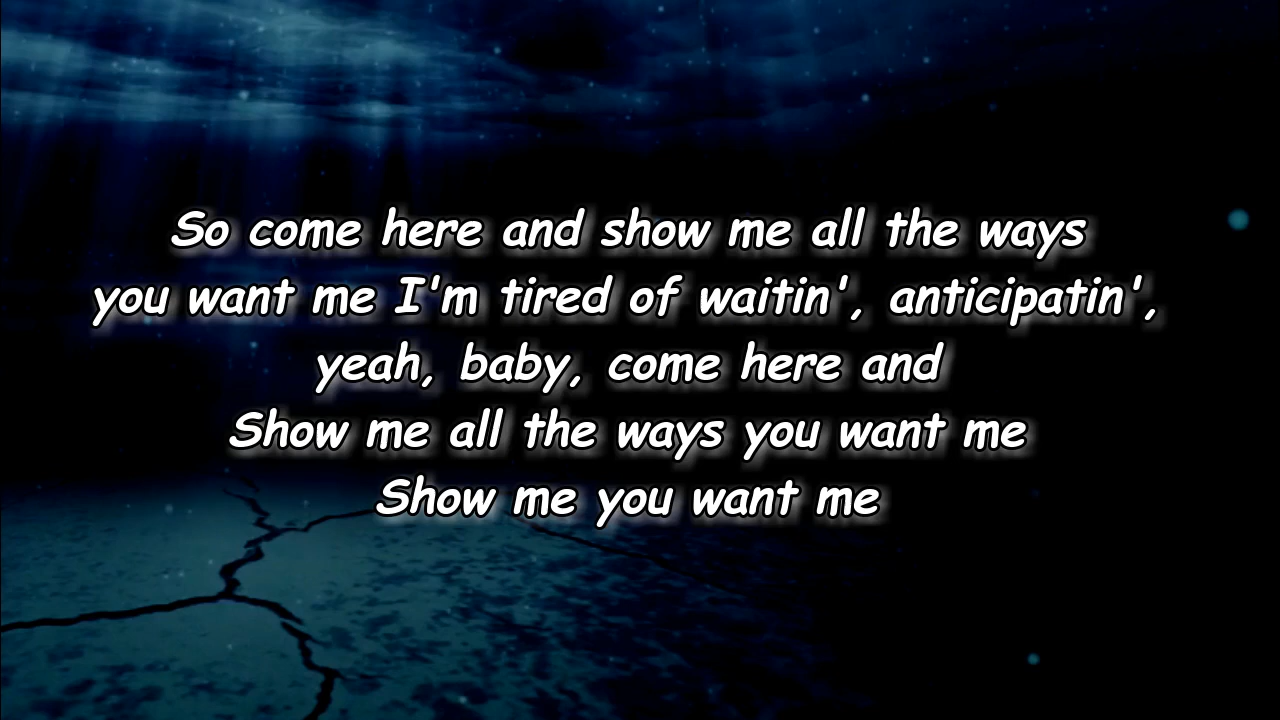 So come here and show me all the ways
you want me I'm tired of waitin', anticipatin',
yeah, baby, come here and
Show me all the ways you want me
Show me you want me